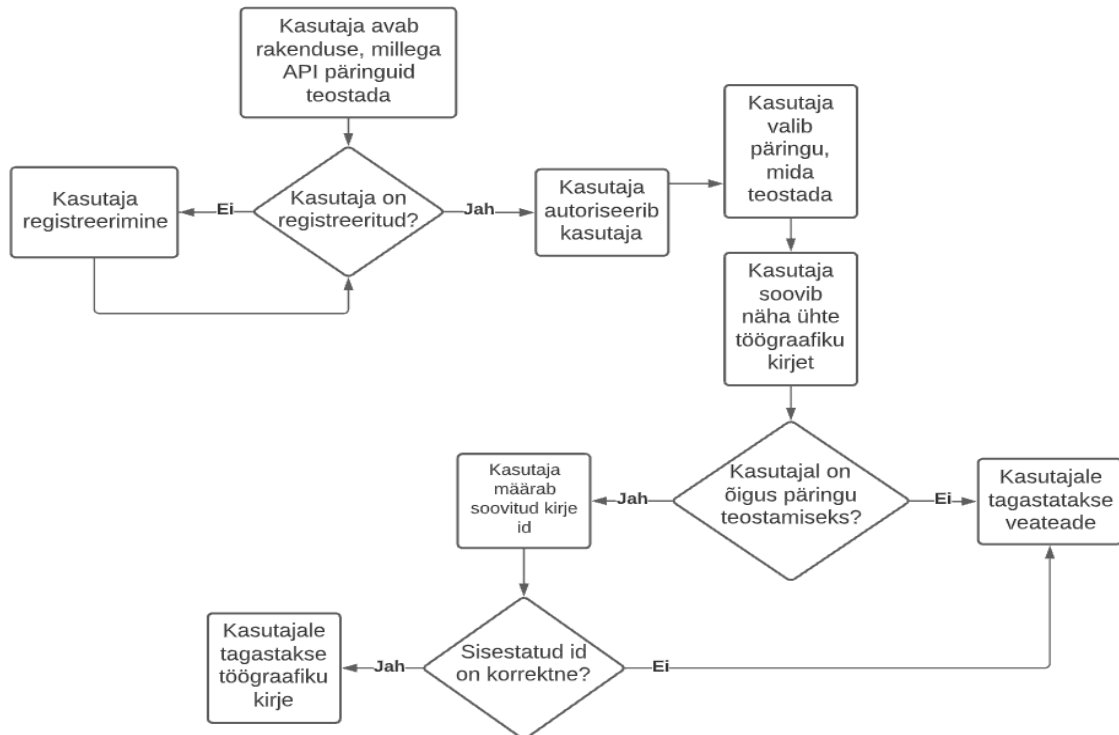 Kasutaja avab
rakenduse, millega
API päringuid
teostada
Kasutaja on
registreeritud?
Ei
Kasutaja
registreerimine
Jah
Kasutaja
autoriseerib
kasutaja
Kasutaja
valib
päringu,
mida
teostada
Kasutaja
soovib
näha ühte
töögraafiku
kirjet
Kasutajal on
õigus päringu
teostamiseks?
Ei
Kasutajale
tagastatakse
veateade
Jah
Kasutaja
määrab
soovitud kirje
id
Sisestatud id
on korrektne?
Ei
Jah
Kasutajale
tagastakse
töögraafiku
kirje